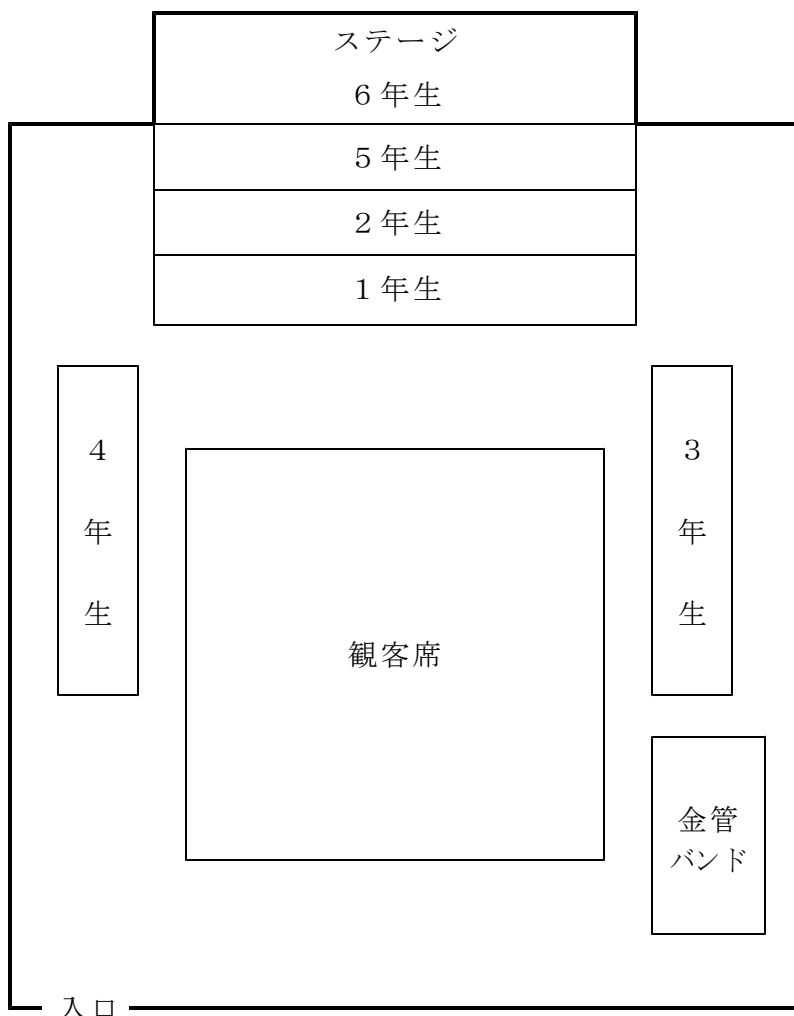 ステージ
６年生
５年生
２年生
１年生
４年生
３年生
観客席
金管
バンド
入口